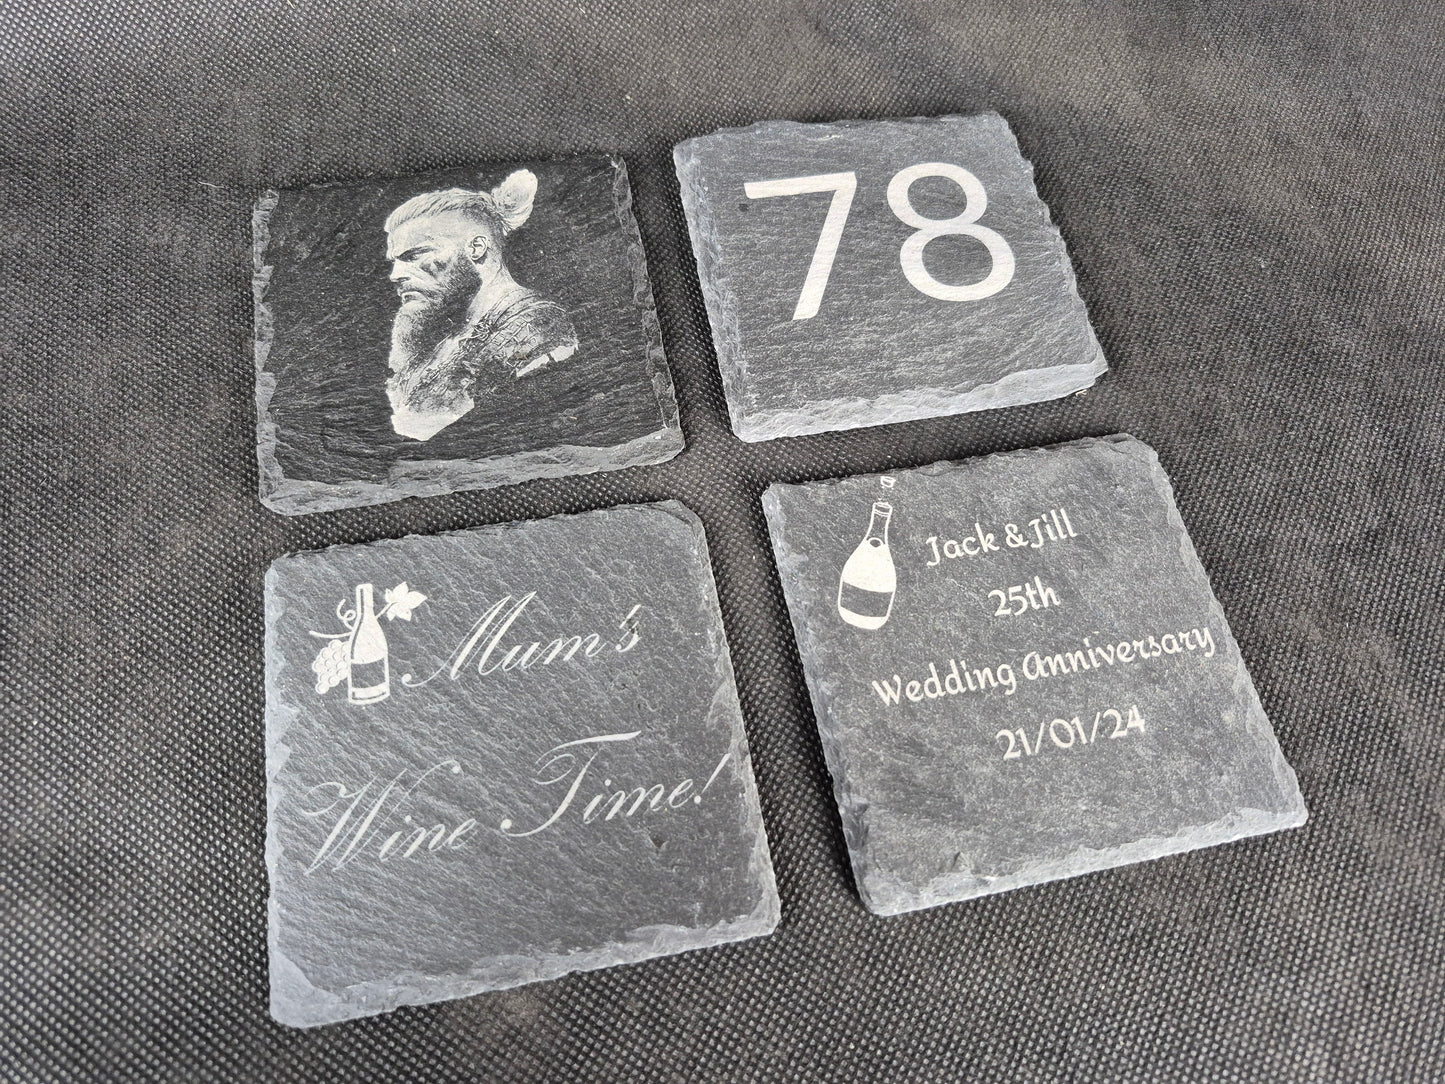 78
Mum's
Wine Time!
Jack & Jill
25th
Wedding Anniversary
21/01/24